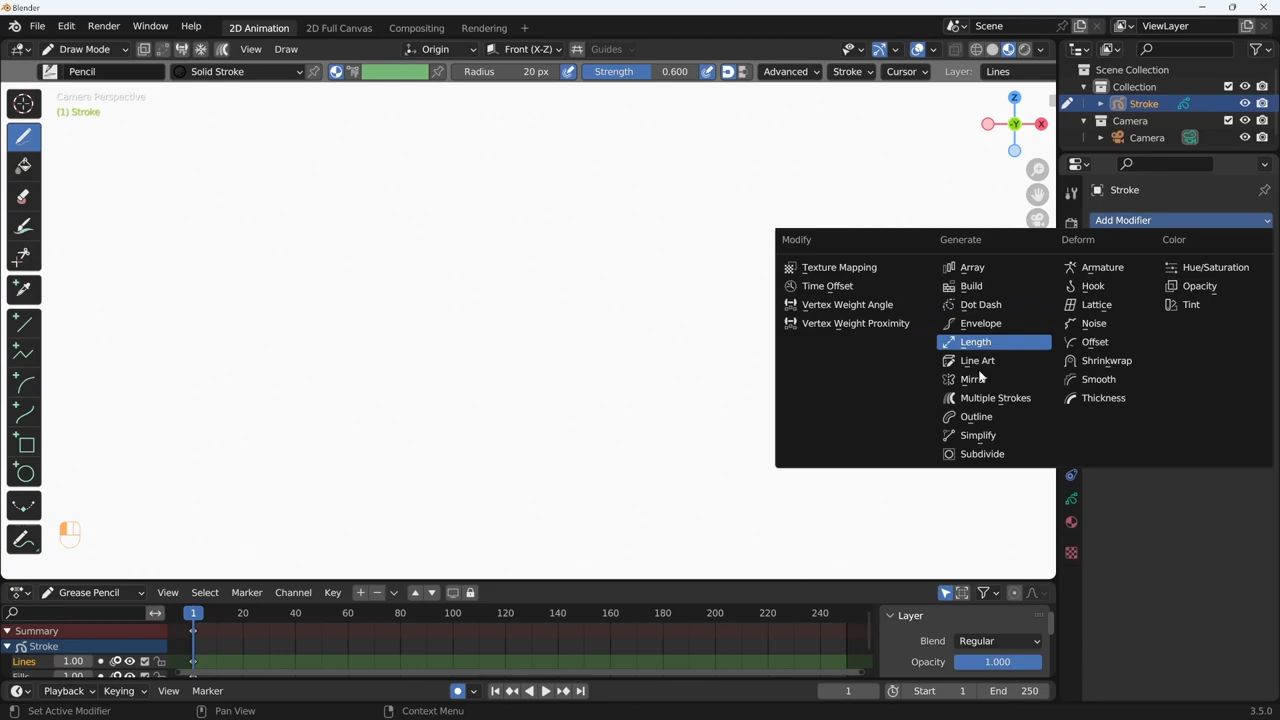 Blender
File Edit Render Window Help 2D Animation 2D Full Canvas Compositing Rendering + Scene ViewLayer
Draw Mode View Draw Origin Front (X-Z) Guides
Pencil Solid Stroke Radius 20 px Strength 0.600 Advanced Stroke Cursor Layer: Lines
Camera Perspective
(1) Stroke
Z
-Y X
Scene Collection
Collection
Stroke
Camera
Camera
Stroke
Add Modifier
Modify Generate Deform Color
Texture Mapping Array Armature Hue/Saturation
Time Offset Build Hook Opacity
Vertex Weight Angle Dot Dash Lattice Tint
Vertex Weight Proximity Envelope Noise
Length Offset
Line Art Shrinkwrap
Smooth
Multiple Strokes Thickness
Outline
Simplify
Subdivide
Grease Pencil View Select Marker Channel Key
1 20 40 60 80 100 120 140 160 180 200 220 240
Summary
Stroke
Lines 1.00
Layer
Blend Regular
Opacity 1.000
Playback Keying View Marker 1 Start 1 End 250
Set Active Modifier Pan View Context Menu 3.5.0